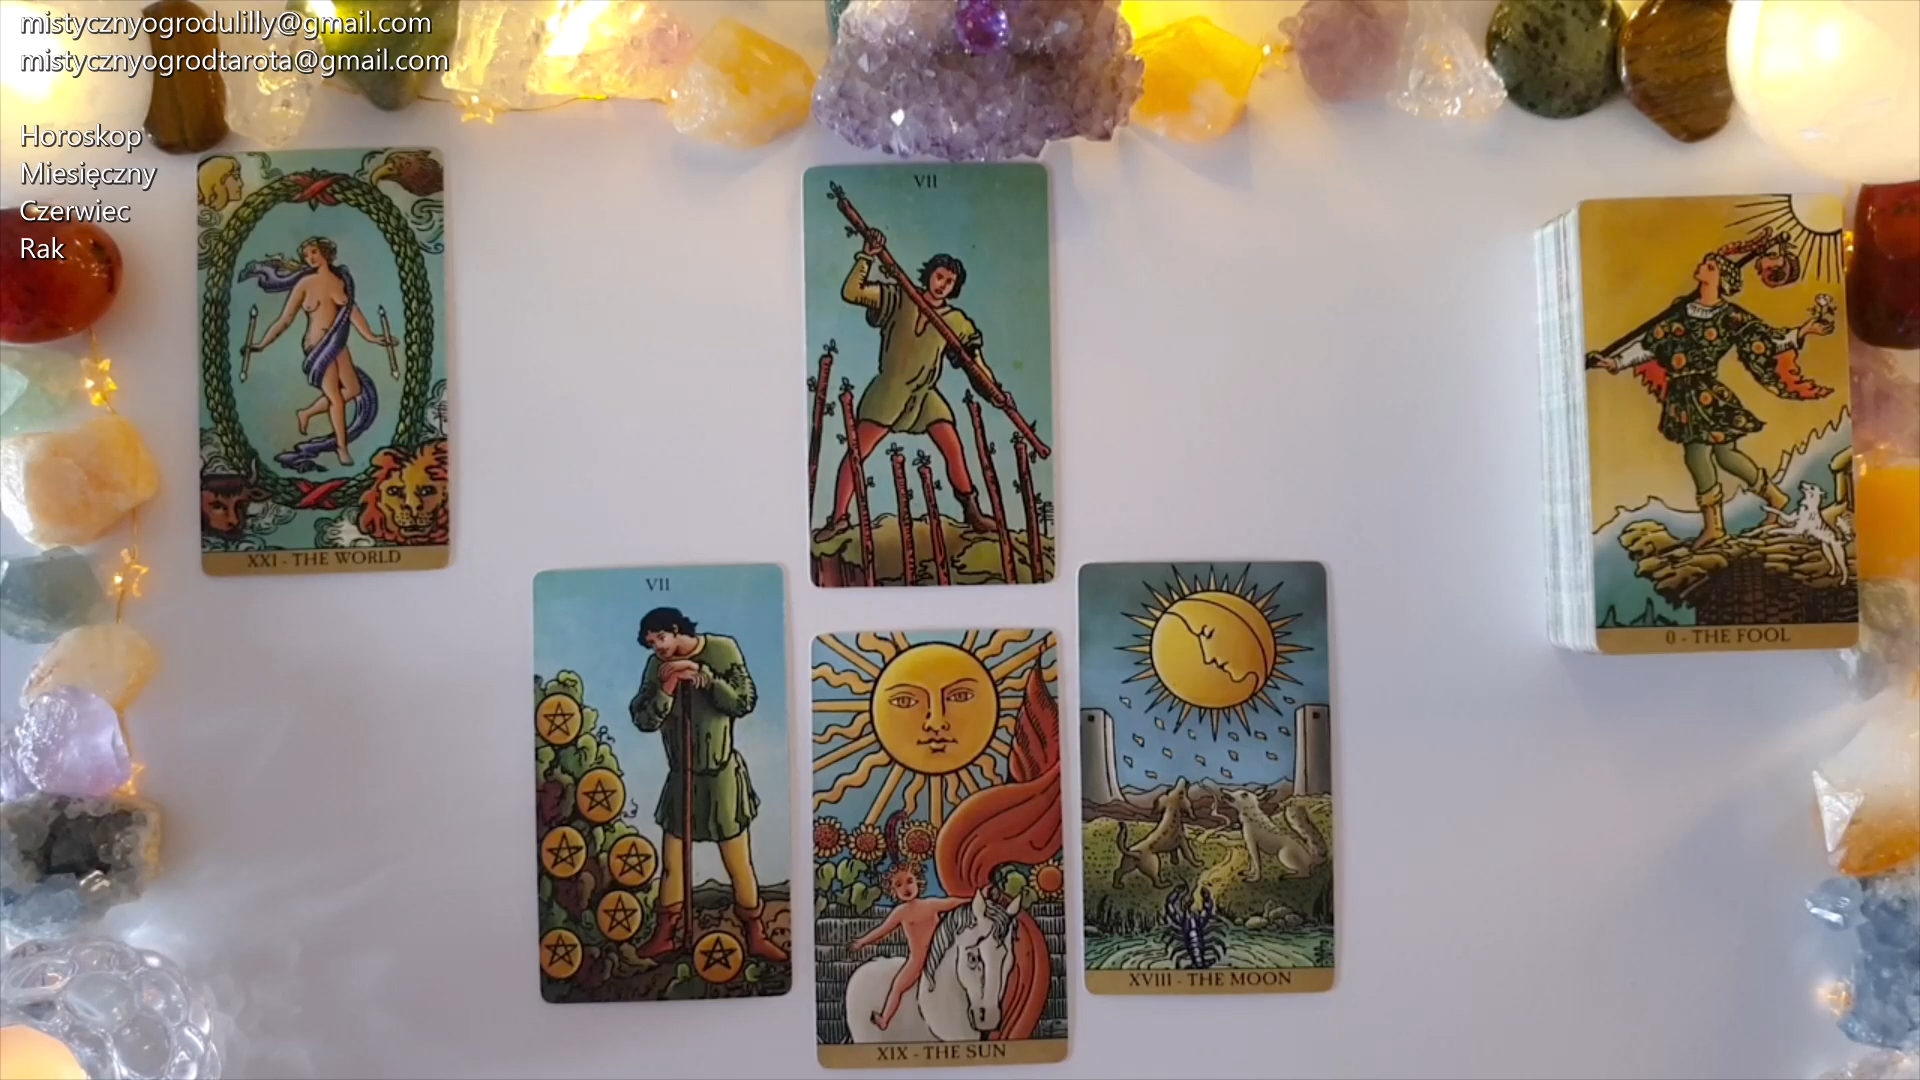 mistycznyogrodulilly@gmail.com
mistycznyogrodtarota@gmail.com
Horoskop
Miesięczny
Czerwiec
Rak
XXI - THE WORLD
VII
VII
XIX - THE SUN
XVIII - THE MOON
0 - THE FOOL